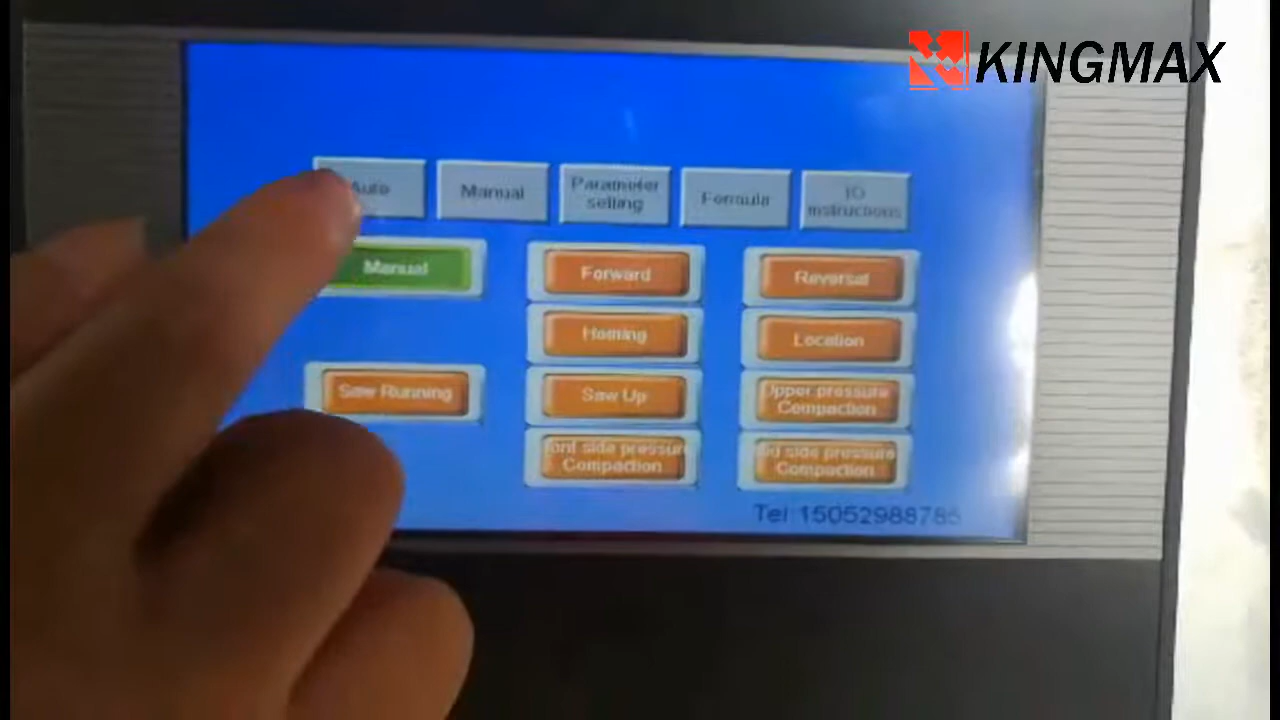 KINGMAX
Auto
Manual
Parameter
setting
Formula
IO
instructions
Manual
Forward
Reversal
Homing
Location
Saw Running
Saw Up
Upper pressure
Compaction
ont side pressure
Compaction
side pressure
Compaction
Tel 15052988785